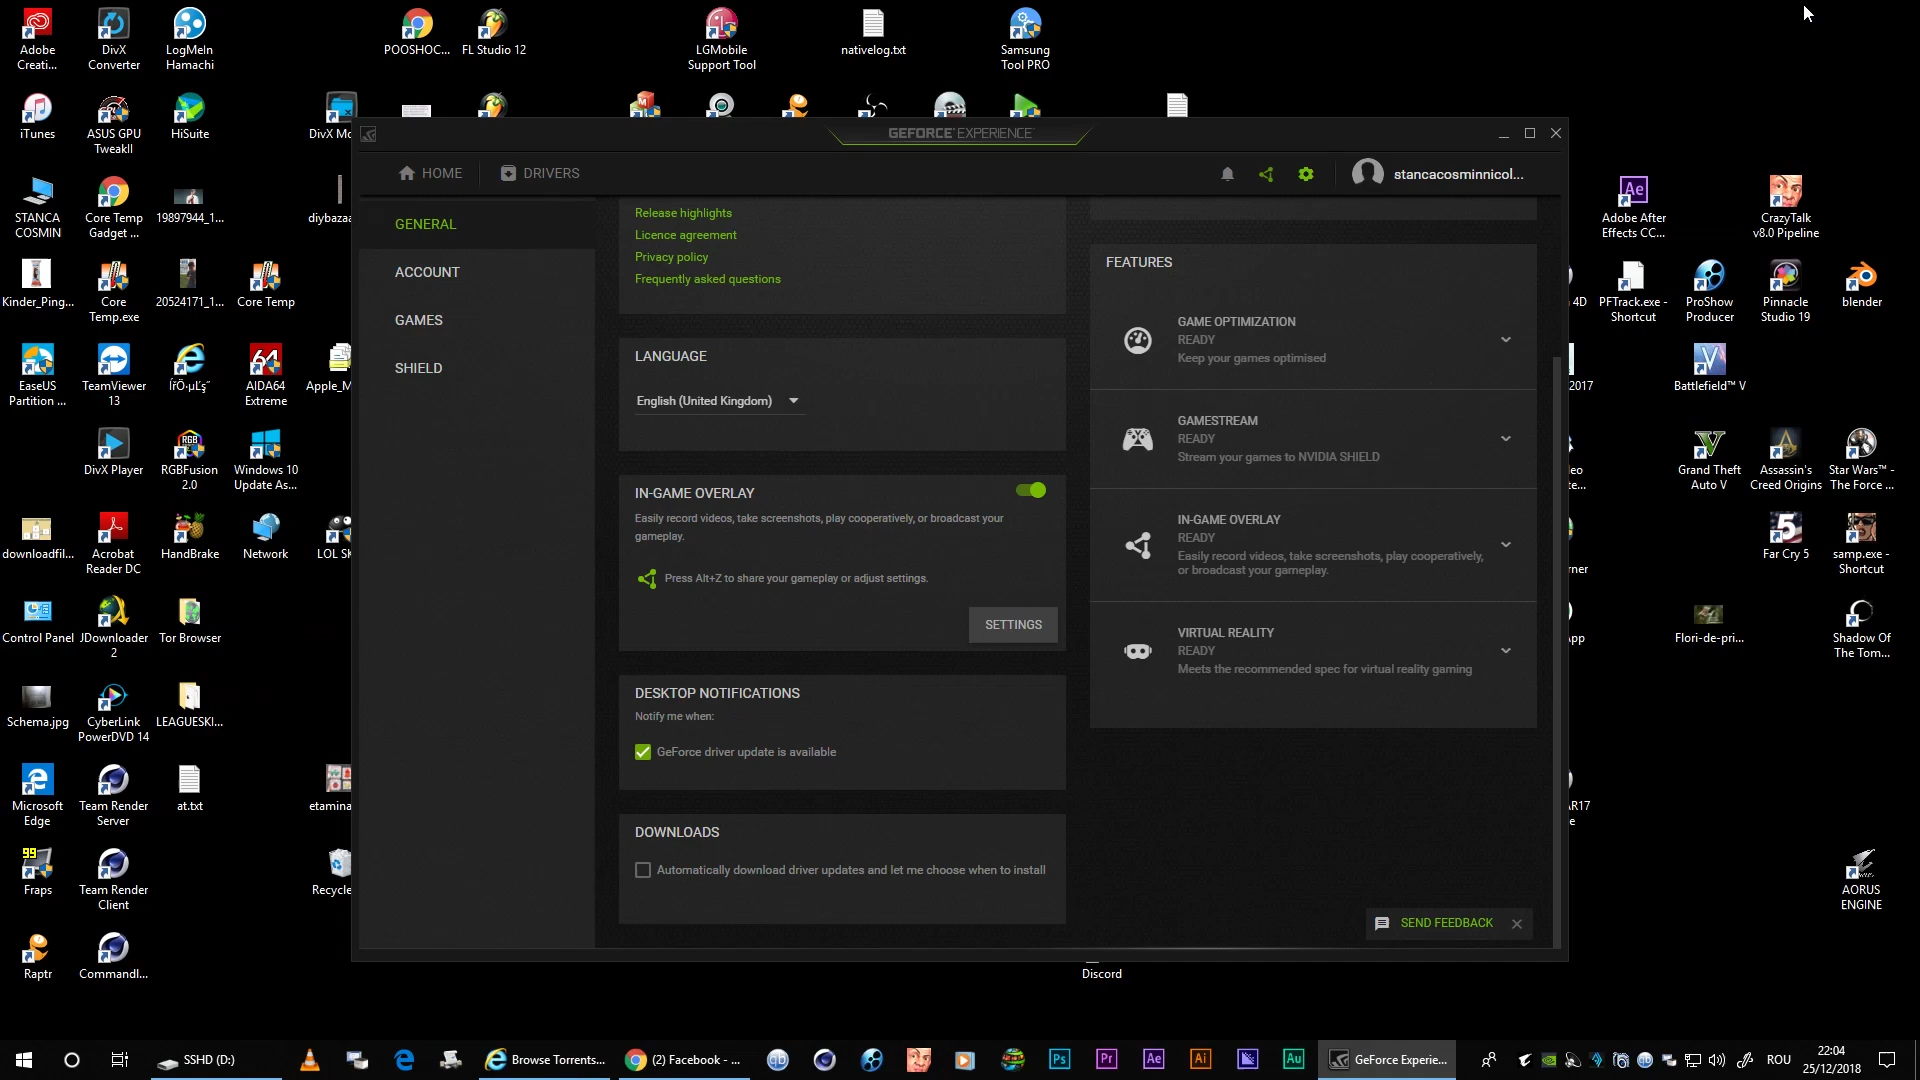 Adobe
Creati...
DivX
Converter
LogMeIn
Hamachi
POOSHOC...
FL Studio 12
LGMobile
Support Tool
nativelog.txt
Samsung
Tool PRO
iTunes
ASUS GPU
TweakII
HiSuite
DivX Mo
STANCA
COSMIN
Core Temp
Gadget ...
19897944_1...
diybazaa
Kinder_Ping...
Core
Temp.exe
20524171_1...
Core Temp
EaseUS
Partition ...
TeamViewer
13
AIDA64
Extreme
Apple_M
DivX Player
RGBFusion
2.0
Windows 10
Update As...
downloadfil...
Acrobat
Reader DC
HandBrake
Network
LOL SK
Control Panel
JDownloader
2
Tor Browser
Schema.jpg
CyberLink
PowerDVD 14
LEAGUESKI...
Microsoft
Edge
Team Render
Server
at.txt
etamina
Fraps
Team Render
Client
Recycle
Raptr
CommandI...
GEFORCE EXPERIENCE
HOME
DRIVERS
stancacosminnicol...
GENERAL
ACCOUNT
GAMES
SHIELD
Release highlights
Licence agreement
Privacy policy
Frequently asked questions
LANGUAGE
English (United Kingdom)
IN-GAME OVERLAY
Easily record videos, take screenshots, play cooperatively, or broadcast your
gameplay.
Press Alt+Z to share your gameplay or adjust settings.
SETTINGS
DESKTOP NOTIFICATIONS
Notify me when:
GeForce driver update is available
DOWNLOADS
Automatically download driver updates and let me choose when to install
FEATURES
GAME OPTIMIZATION
READY
Keep your games optimised
GAMESTREAM
READY
Stream your games to NVIDIA SHIELD
IN-GAME OVERLAY
READY
Easily record videos, take screenshots, play cooperatively,
or broadcast your gameplay.
VIRTUAL REALITY
READY
Meets the recommended spec for virtual reality gaming
SEND FEEDBACK
Discord
Adobe After
Effects CC...
CrazyTalk
v8.0 Pipeline
4D
PFTrack.exe -
Shortcut
ProShow
Producer
Pinnacle
Studio 19
blender
2017
Battlefield™ V
Grand Theft
Auto V
Assassin's
Creed Origins
Star Wars™ -
The Force ...
Far Cry 5
samp.exe -
Shortcut
Flori-de-pri...
Shadow Of
The Tom...
AR17
AORUS
ENGINE
SSHD (D:)
Browse Torrents...
(2) Facebook - ...
GeForce Experie...
ROU
22:04
25/12/2018